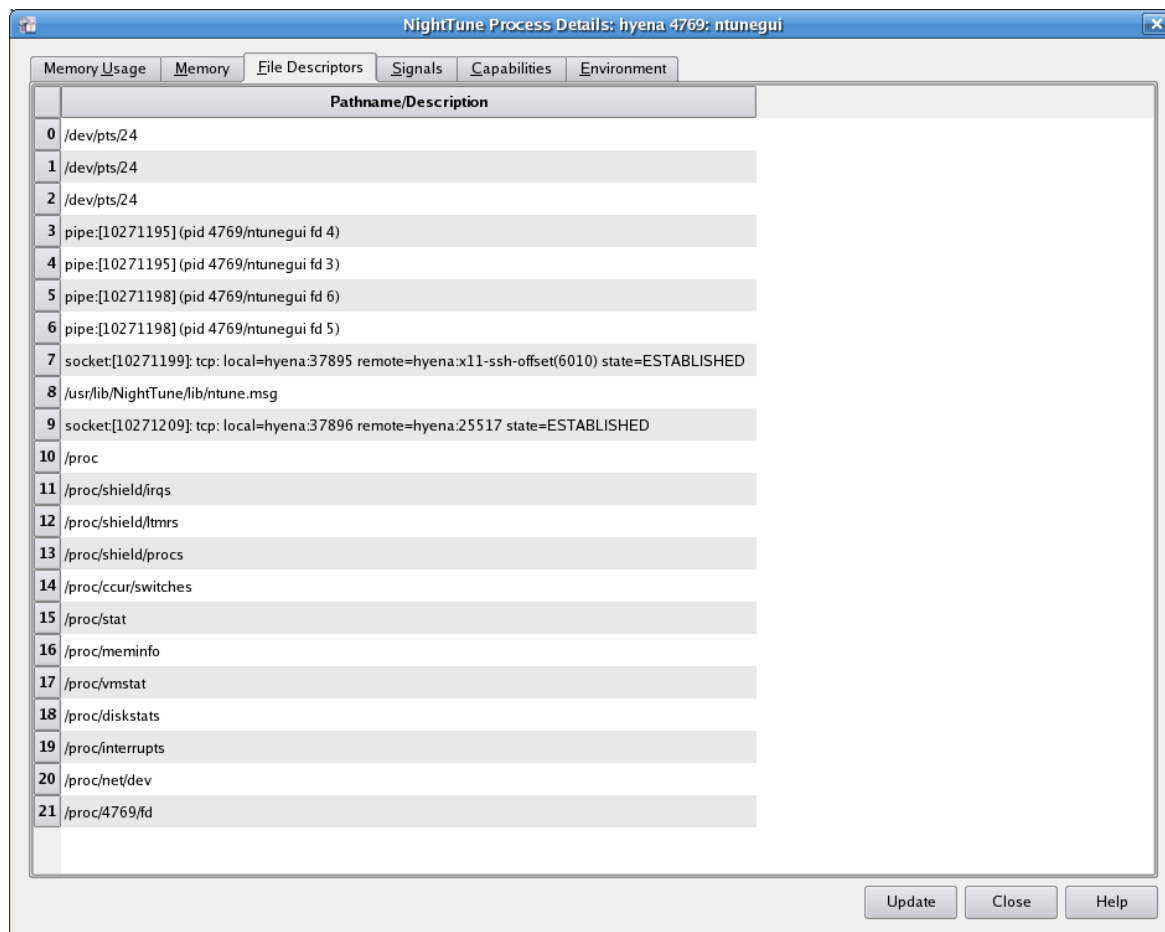 NightTune Process Details: hyena 4769: ntunegui
Memory Usage Memory File Descriptors Signals Capabilities Environment
Pathname/Description
0 /dev/pts/24
1 /dev/pts/24
2 /dev/pts/24
3 pipe:[10271195] (pid 4769/ntunegui fd 4)
4 pipe:[10271195] (pid 4769/ntunegui fd 3)
5 pipe:[10271198] (pid 4769/ntunegui fd 6)
6 pipe:[10271198] (pid 4769/ntunegui fd 5)
7 socket:[10271199]: tcp: local=hyena:37895 remote=hyena:x11-ssh-offset(6010) state=ESTABLISHED
8 /usr/lib/NightTune/lib/ntune.msg
9 socket:[10271209]: tcp: local=hyena:37896 remote=hyena:25517 state=ESTABLISHED
10 /proc
11 /proc/shield/irqs
12 /proc/shield/ltmrs
13 /proc/shield/procs
14 /proc/ccur/switches
15 /proc/stat
16 /proc/meminfo
17 /proc/vmstat
18 /proc/diskstats
19 /proc/interrupts
20 /proc/net/dev
21 /proc/4769/fd
Update Close Help